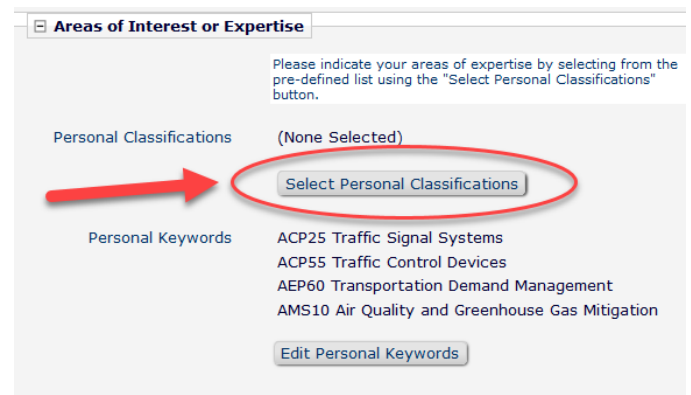 Areas of Interest or Expertise
Please indicate your areas of expertise by selecting from the
pre-defined list using the "Select Personal Classifications"
button.
Personal Classifications (None Selected)
Select Personal Classifications
Personal Keywords ACP25 Traffic Signal Systems
ACP55 Traffic Control Devices
AEP60 Transportation Demand Management
AMS10 Air Quality and Greenhouse Gas Mitigation
Edit Personal Keywords